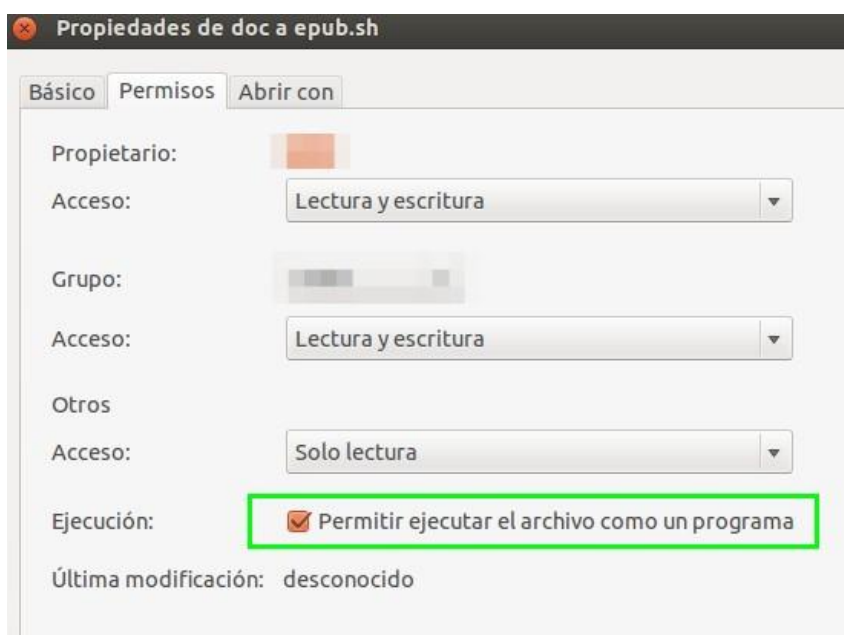 Propiedades de doc a epub.sh
Básico Permisos Abrir con
Propietario:
Acceso: Lectura y escritura
Grupo:
Acceso: Lectura y escritura
Otros
Acceso: Solo lectura
Ejecución: Permitir ejecutar el archivo como un programa
Última modificación: desconocido